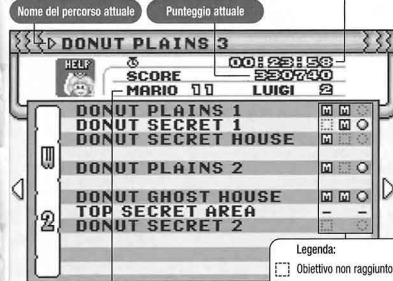 Nome del percorso attuale
Punteggio attuale
DONUT PLAINS 3
HELP
00:23:58
SCORE 330740
MARIO 11 LUIGI 2
DONUT PLAINS 1 M M
DONUT SECRET 1 M
DONUT SECRET HOUSE M
W
DONUT PLAINS 2 M
DONUT GHOST HOUSE M M
TOP SECRET AREA – –
2
DONUT SECRET 2
Legenda:
Obiettivo non raggiunto